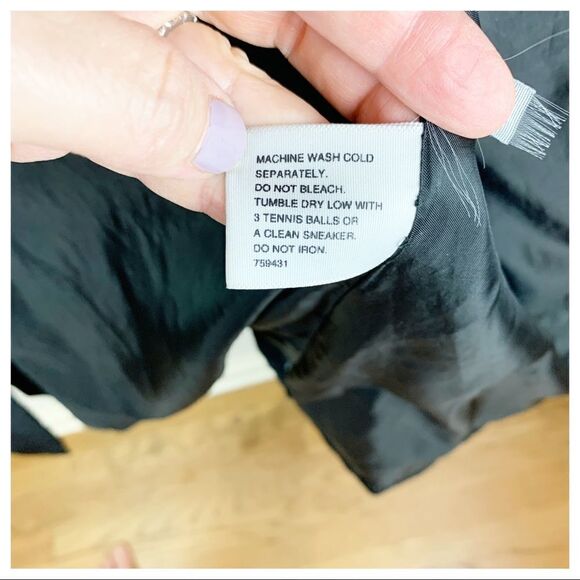 MACHINE WASH COLD
SEPARATELY.
DO NOT BLEACH.
TUMBLE DRY LOW WITH
3 TENNIS BALLS OR
A CLEAN SNEAKER.
DO NOT IRON.
759431